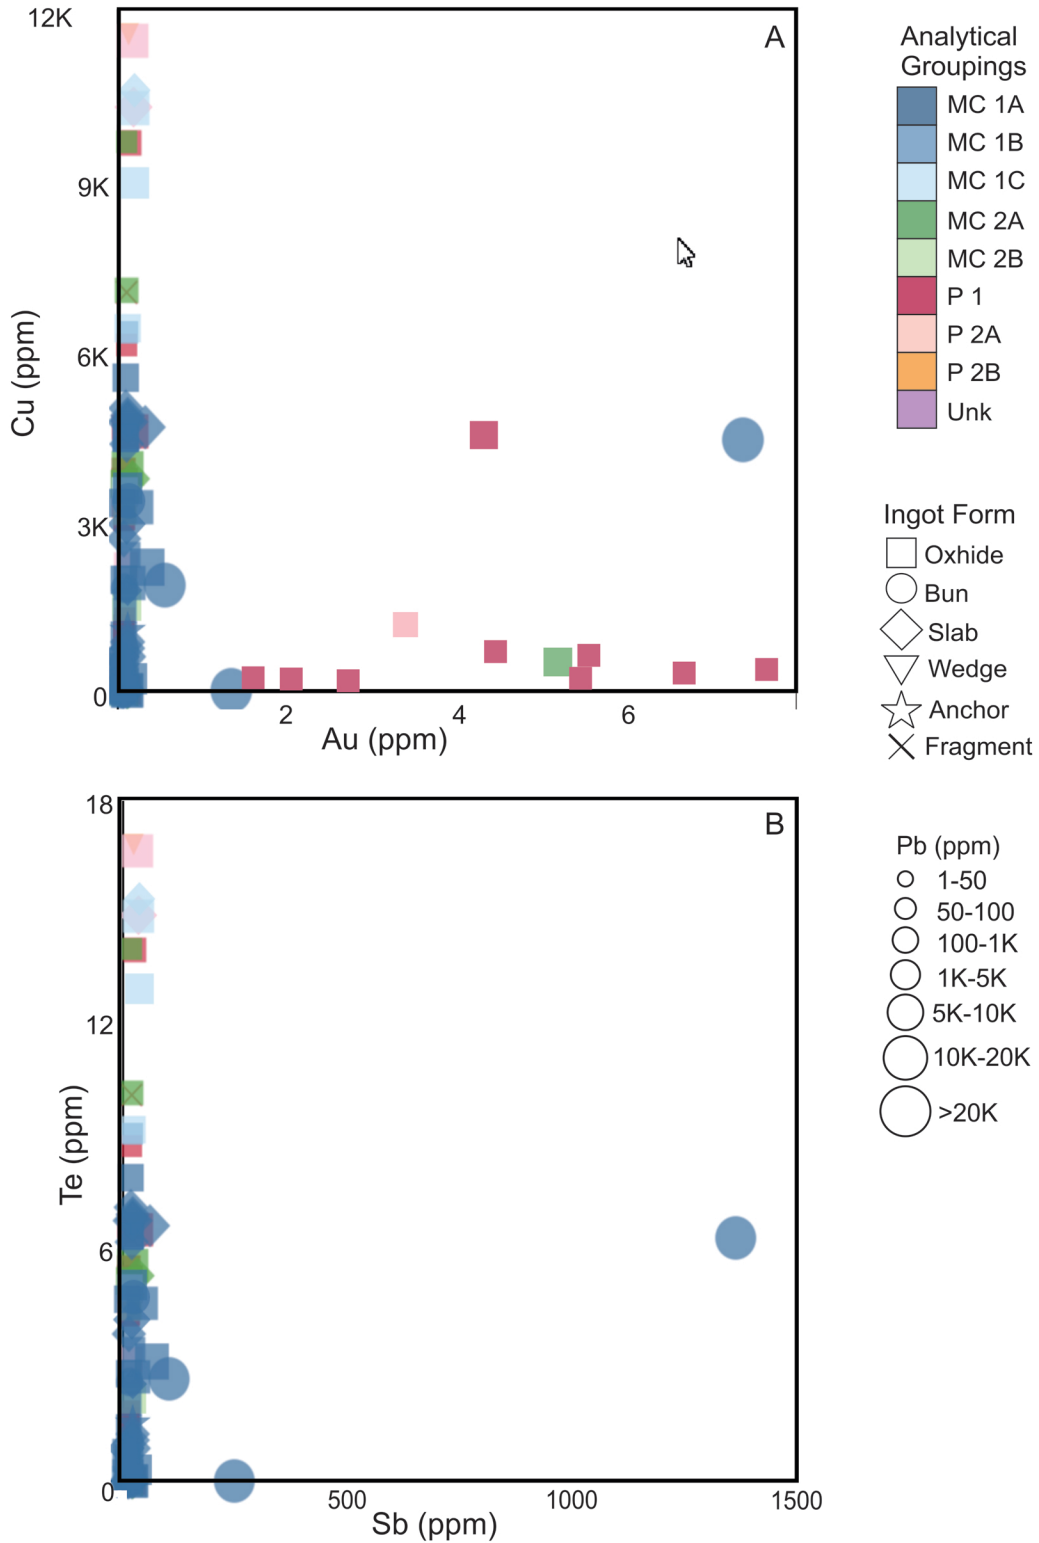 12K
A
9K
6K
3K
0
Cu (ppm)
2
4
6
Au (ppm)
18
B
12
6
0
Te (ppm)
500
1000
1500
Sb (ppm)
Analytical
Groupings
MC 1A
MC 1B
MC 1C
MC 2A
MC 2B
P 1
P 2A
P 2B
Unk
Ingot Form
Oxhide
Bun
Slab
Wedge
Anchor
Fragment
Pb (ppm)
1-50
50-100
100-1K
1K-5K
5K-10K
10K-20K
>20K